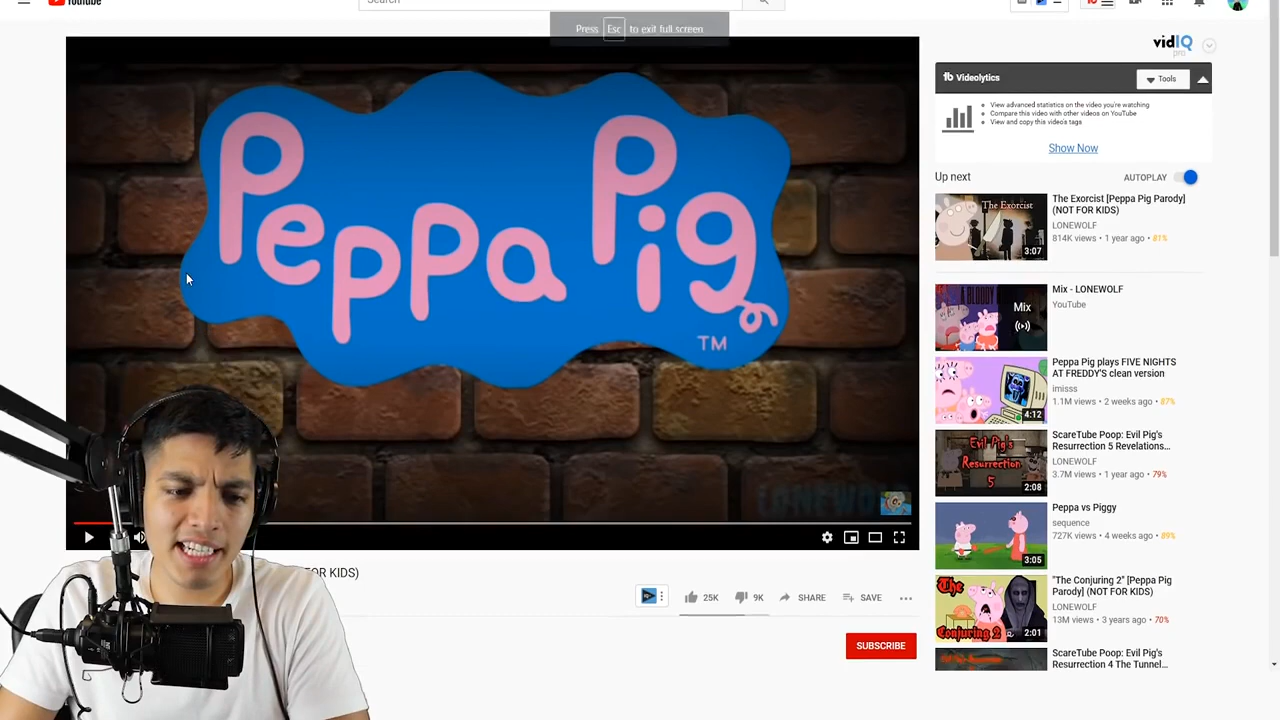 YouTube
Search
Press Esc to exit full screen
vidIQ
pro
Peppa Pig
TM
LONEWOLF
FOR KIDS)
25K
9K
SHARE
SAVE
SUBSCRIBE
Videolytics
Tools
View advanced statistics on the video you're watching
Compare this video with other videos on YouTube
View and copy this video's tags
Show Now
Up next
AUTOPLAY
The Exorcist
3:07
The Exorcist [Peppa Pig Parody]
(NOT FOR KIDS)
LONEWOLF
814K views • 1 year ago • 81%
Mix
Mix - LONEWOLF
YouTube
4:12
Peppa Pig plays FIVE NIGHTS
AT FREDDY'S clean version
imisss
1.1M views • 2 weeks ago • 87%
Evil Pig's
Resurrection
5
2:08
ScareTube Poop: Evil Pig's
Resurrection 5 Revelations...
LONEWOLF
3.7M views • 1 year ago • 79%
3:05
Peppa vs Piggy
sequence
727K views • 4 weeks ago • 89%
The
Conjuring 2
2:01
"The Conjuring 2" [Peppa Pig
Parody] (NOT FOR KIDS)
LONEWOLF
13M views • 3 years ago • 70%
ScareTube Poop: Evil Pig's
Resurrection 4 The Tunnel...